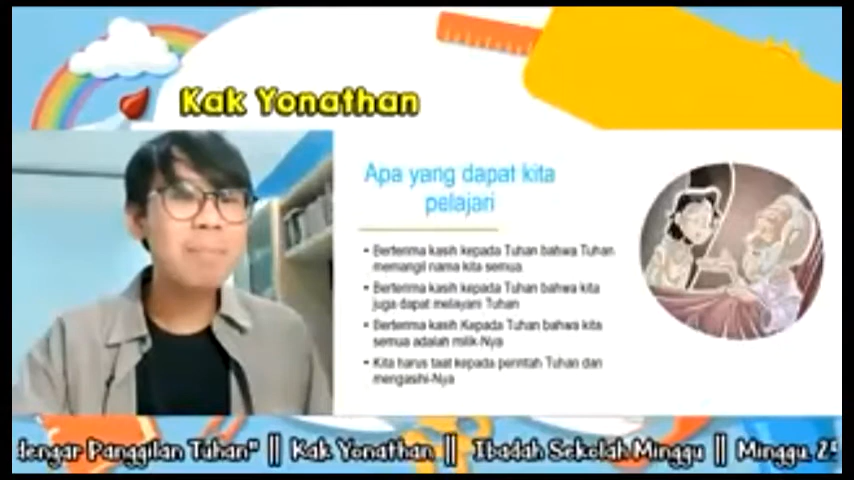 Kak Yonathan
Apa yang dapat kita
pelajari
• Berterima kasih kepada Tuhan bahwa Tuhan
memangil nama kita semua
• Berterima kasih kepada Tuhan bahwa kita
juga dapat melayani Tuhan
• Berterima kasih Kepada Tuhan bahwa kita
semua adalah milik-Nya
• Kita harus taat kepada perintah Tuhan dan
mengasihi-Nya
dengar Panggilan Tuhan" || Kak Yonathan || Ibadah Sekolah Minggu || Minggu, 25